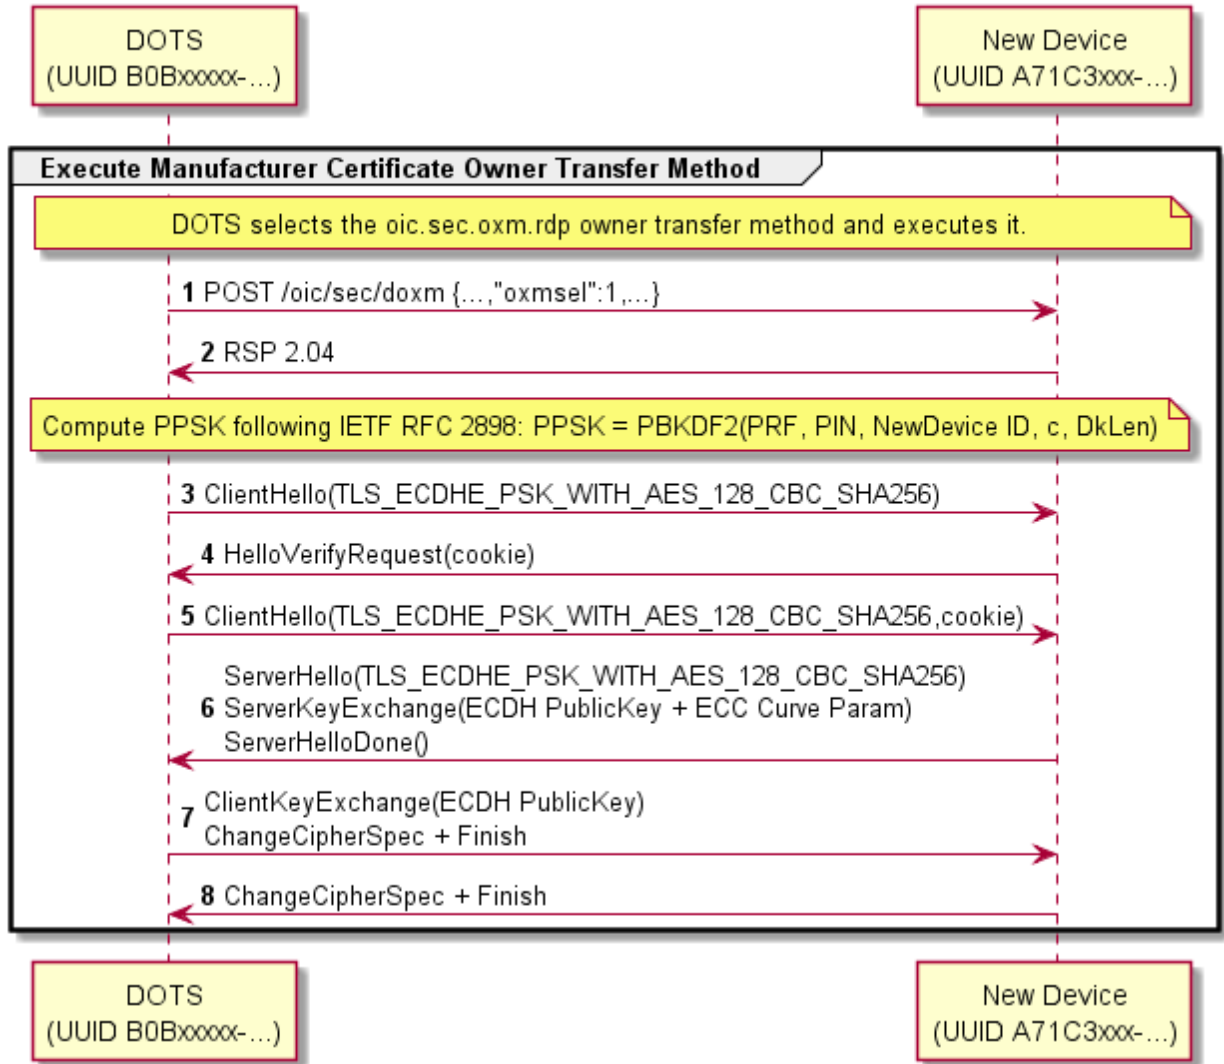 DOTS
(UUID B0Bxxxxx-...)
New Device
(UUID A71C3xxx-...)
Execute Manufacturer Certificate Owner Transfer Method
DOTS selects the oic.sec.oxm.rdp owner transfer method and executes it.
1 POST /oic/sec/doxm {...,"oxmsel":1,...}
2 RSP 2.04
Compute PPSK following IETF RFC 2898: PPSK = PBKDF2(PRF, PIN, NewDevice ID, c, DkLen)
3 ClientHello(TLS_ECDHE_PSK_WITH_AES_128_CBC_SHA256)
4 HelloVerifyRequest(cookie)
5 ClientHello(TLS_ECDHE_PSK_WITH_AES_128_CBC_SHA256,cookie)
ServerHello(TLS_ECDHE_PSK_WITH_AES_128_CBC_SHA256)
6 ServerKeyExchange(ECDH PublicKey + ECC Curve Param)
ServerHelloDone()
7 ClientKeyExchange(ECDH PublicKey)
ChangeCipherSpec + Finish
8 ChangeCipherSpec + Finish
DOTS
(UUID B0Bxxxxx-...)
New Device
(UUID A71C3xxx-...)